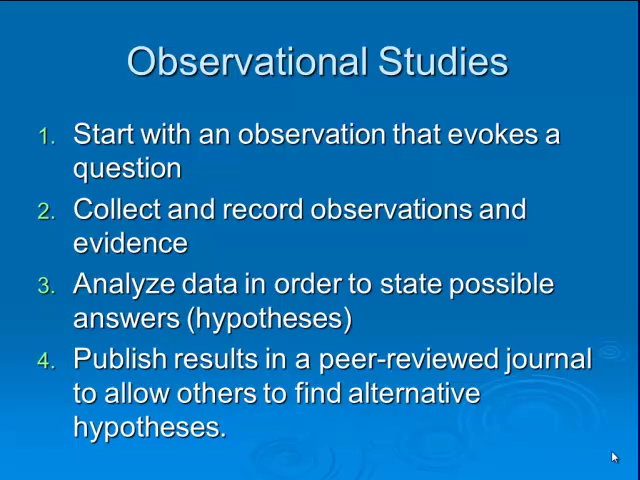 Observational Studies
1. Start with an observation that evokes a
question
2. Collect and record observations and
evidence
3. Analyze data in order to state possible
answers (hypotheses)
4. Publish results in a peer-reviewed journal
to allow others to find alternative
hypotheses.